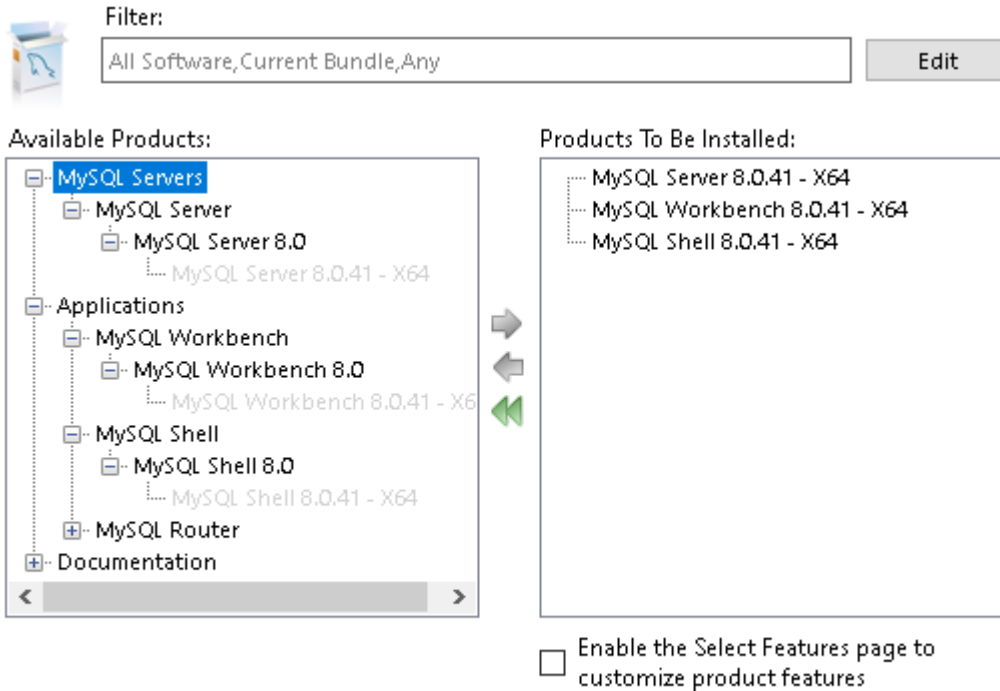 Filter:
All Software,Current Bundle,Any
Edit
Available Products:
MySQL Servers
MySQL Server
MySQL Server 8.0
MySQL Server 8.0.41 - X64
Applications
MySQL Workbench
MySQL Workbench 8.0
MySQL Workbench 8.0.41 - X6
MySQL Shell
MySQL Shell 8.0
MySQL Shell 8.0.41 - X64
MySQL Router
Documentation
Products To Be Installed:
MySQL Server 8.0.41 - X64
MySQL Workbench 8.0.41 - X64
MySQL Shell 8.0.41 - X64
Enable the Select Features page to
customize product features